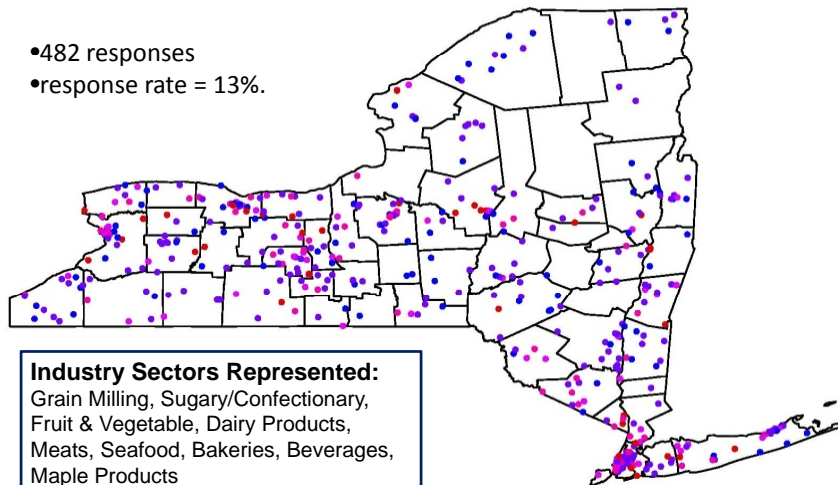 •482 responses
•response rate = 13%.
Industry Sectors Represented:
Grain Milling, Sugary/Confectionary,
Fruit & Vegetable, Dairy Products,
Meats, Seafood, Bakeries, Beverages,
Maple Products